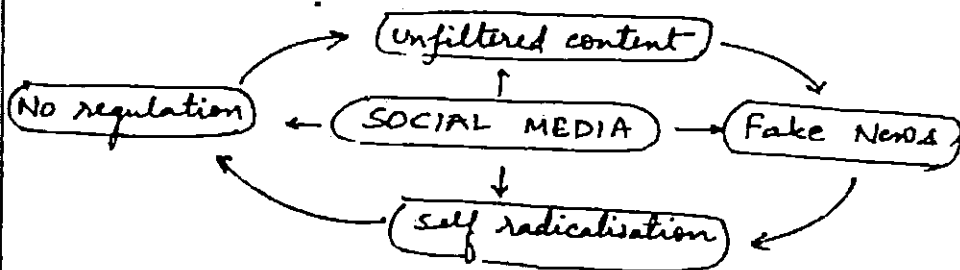 unfiltered content
No regulation
SOCIAL MEDIA
Fake News
self radicalisation